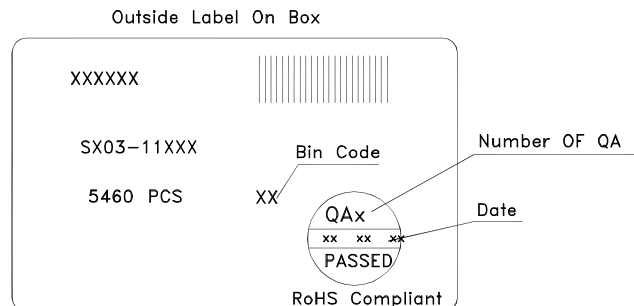 Outside Label On Box
XXXXXX
SX03-11XXX
Bin Code
Number OF QA
5460 PCS
XX
QAx
Date
xx xx xx
PASSED
RoHS Compliant